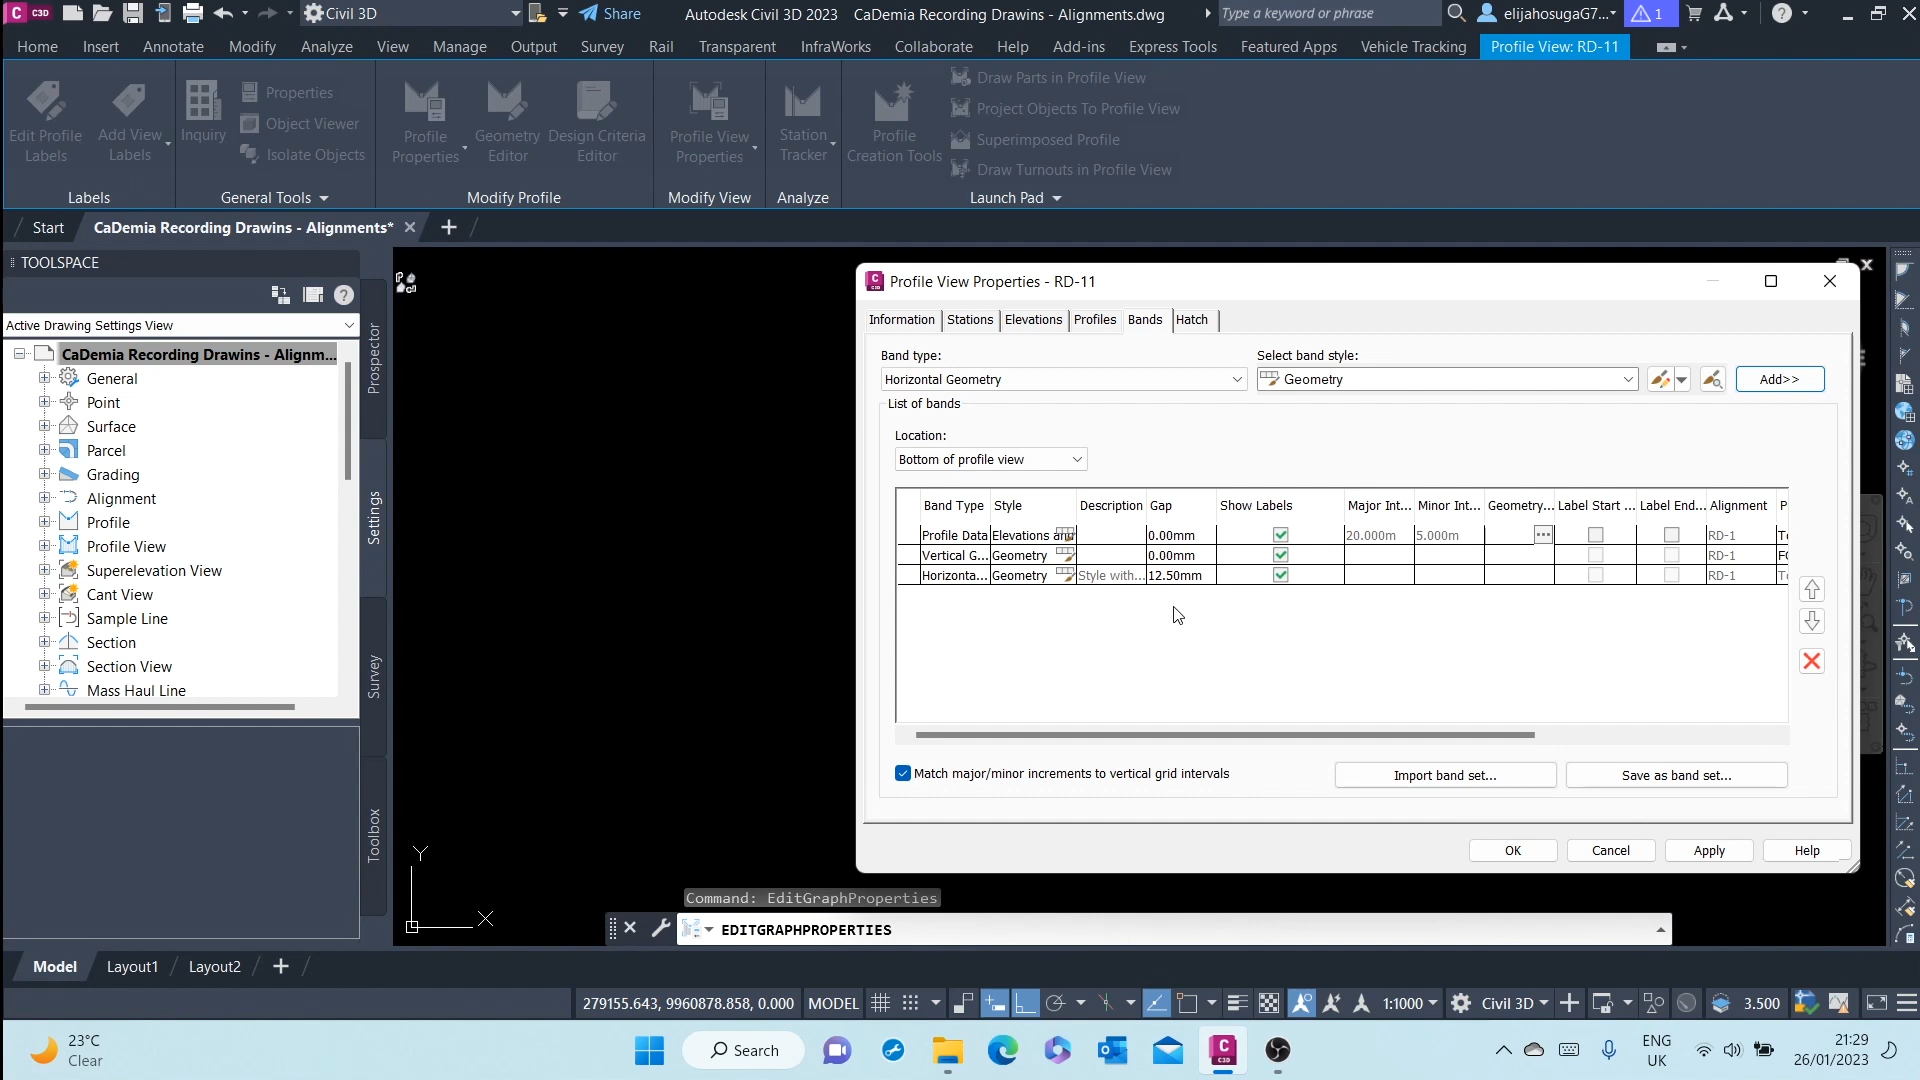 C3D
Civil 3D
Share
Autodesk Civil 3D 2023 CaDemia Recording Drawins - Alignments.dwg
Type a keyword or phrase
elijahosugaG7...
1
Home Insert Annotate Modify Analyze View Manage Output Survey Rail Transparent InfraWorks Collaborate Help Add-ins Express Tools Featured Apps Vehicle Tracking Profile View: RD-11
Edit Profile
Labels
Add View
Labels
Inquiry
Properties
Object Viewer
Isolate Objects
Profile
Properties
Geometry
Editor
Design Criteria
Editor
Profile View
Properties
Station
Tracker
Profile
Creation Tools
Draw Parts in Profile View
Project Objects To Profile View
Superimposed Profile
Draw Turnouts in Profile View
Labels
General Tools
Modify Profile
Modify View
Analyze
Launch Pad
Start
CaDemia Recording Drawins - Alignments*
TOOLSPACE
Active Drawing Settings View
CaDemia Recording Drawins - Alignm...
General
Point
Surface
Parcel
Grading
Alignment
Profile
Profile View
Superelevation View
Cant View
Sample Line
Section
Section View
Mass Haul Line
Prospector
Settings
Survey
Toolbox
Profile View Properties - RD-11
Information Stations Elevations Profiles Bands Hatch
Band type:
Select band style:
Horizontal Geometry
Geometry
Add>>
List of bands
Location:
Bottom of profile view
Band Type Style Description Gap Show Labels Major Int... Minor Int... Geometry... Label Start ... Label End... Alignment P
Profile Data Elevations and 0.00mm 20.000m 5.000m RD-1
Vertical G... Geometry 0.00mm RD-1
Horizonta... Geometry Style with... 12.50mm RD-1
Match major/minor increments to vertical grid intervals
Import band set...
Save as band set...
OK
Cancel
Apply
Help
Y
X
Command: EditGraphProperties
EDITGRAPHPROPERTIES
Model Layout1 Layout2
279155.643, 9960878.858, 0.000 MODEL
1:1000
Civil 3D
3.500
23°C
Clear
Search
C3D
ENG
UK
21:29
26/01/2023